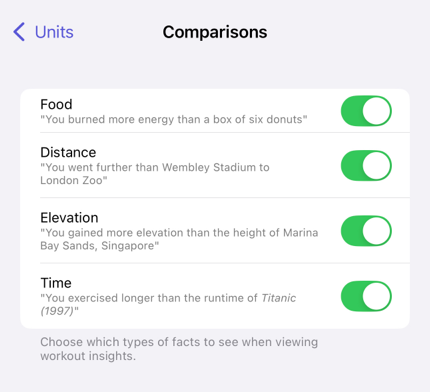 Units
Comparisons
Food
"You burned more energy than a box of six donuts"
Distance
"You went further than Wembley Stadium to
London Zoo"
Elevation
"You gained more elevation than the height of Marina
Bay Sands, Singapore"
Time
"You exercised longer than the runtime of Titanic
(1997)"
Choose which types of facts to see when viewing
workout insights.